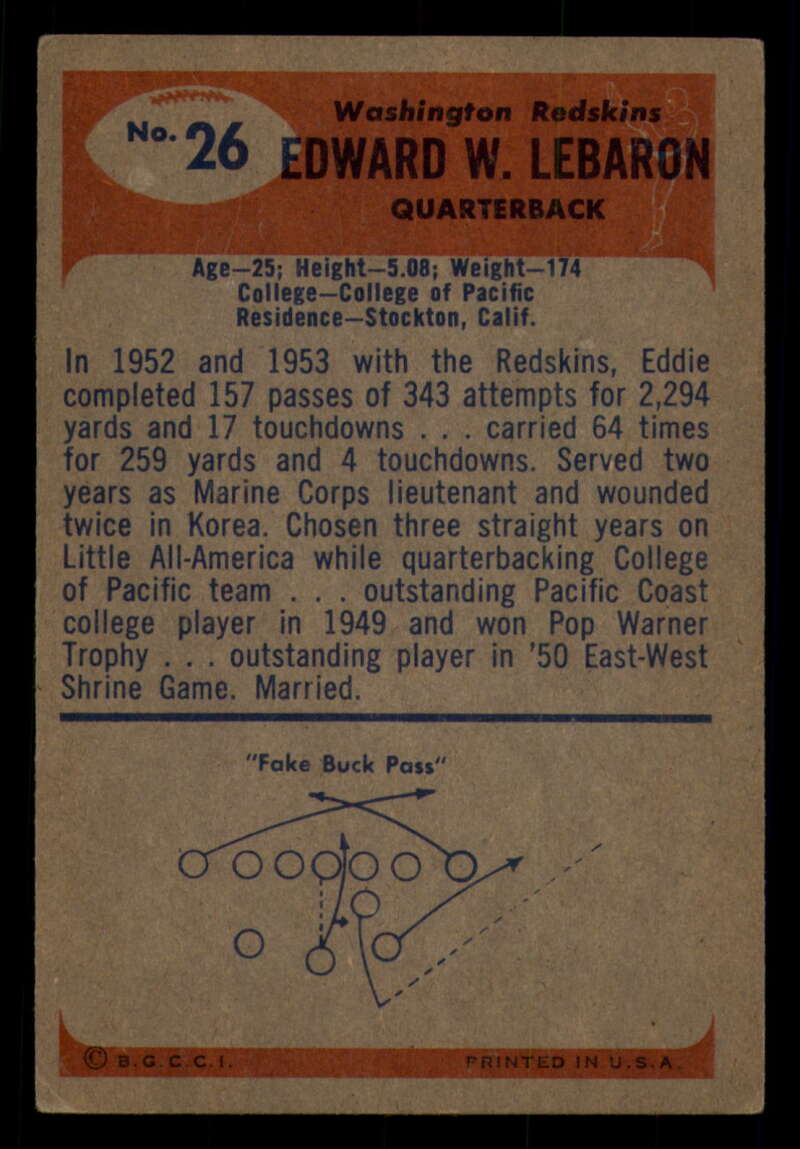 No. 26
Washington Redskins
EDWARD W. LEBARON
QUARTERBACK
Age—25; Height—5.08; Weight—174
College—College of Pacific
Residence—Stockton, Calif.
In 1952 and 1953 with the Redskins, Eddie
completed 157 passes of 343 attempts for 2,294
yards and 17 touchdowns . . . carried 64 times
for 259 yards and 4 touchdowns. Served two
years as Marine Corps lieutenant and wounded
twice in Korea. Chosen three straight years on
Little All-America while quarterbacking College
of Pacific team . . . outstanding Pacific Coast
college player in 1949 and won Pop Warner
Trophy . . . outstanding player in '50 East-West
Shrine Game. Married.
"Fake Buck Pass"
© B.G.C.C.I.
PRINTED IN U.S.A.